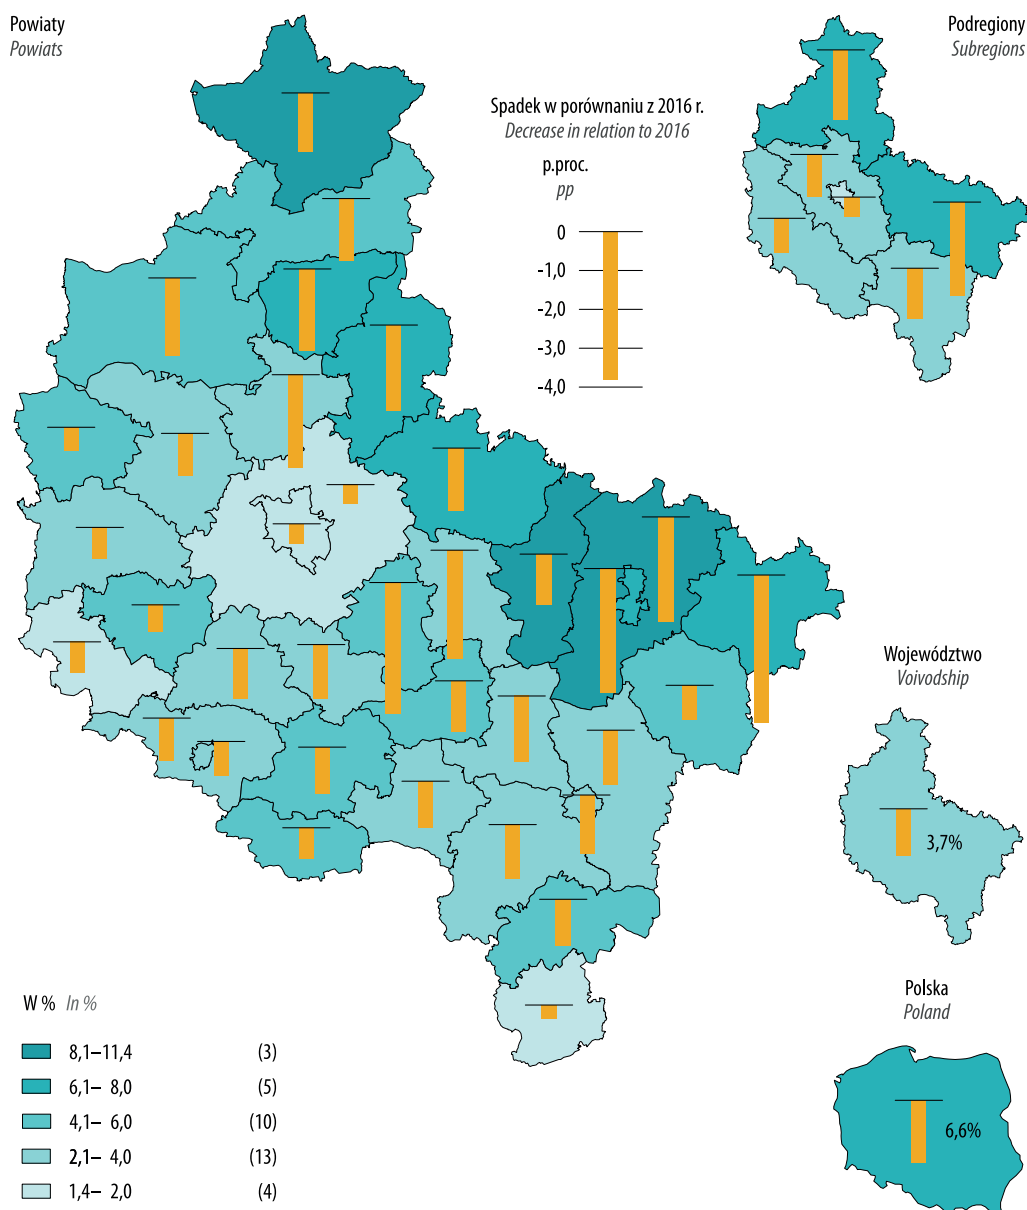 Powiaty
Powiats
Podregiony
Subregions
Spadek w porównaniu z 2016 r.
Decrease in relation to 2016
p.proc.
pp
0
-1,0
-2,0
-3,0
-4,0
Województwo
Voivodship
3,7%
Polska
Poland
6,6%
W % In %
8,1–11,4 (3)
6,1– 8,0 (5)
4,1– 6,0 (10)
2,1– 4,0 (13)
1,4– 2,0 (4)